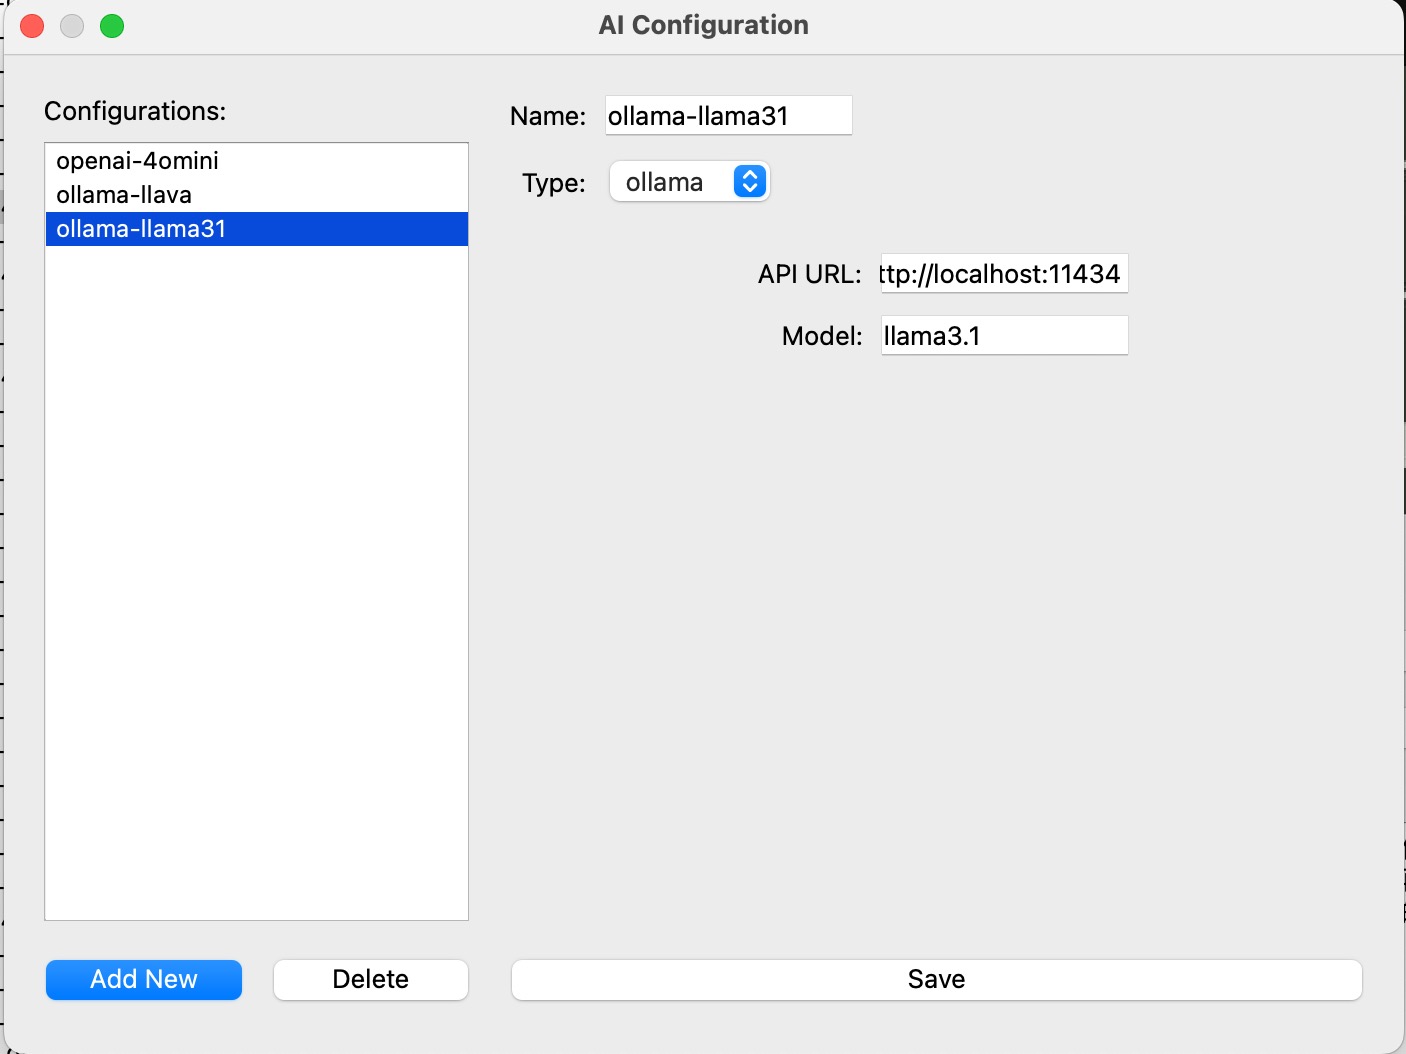 AI Configuration
Configurations:
openai-4omini
ollama-llava
ollama-llama31
Name: ollama-llama31
Type: ollama
API URL: ttp://localhost:11434
Model: llama3.1
Add New
Delete
Save